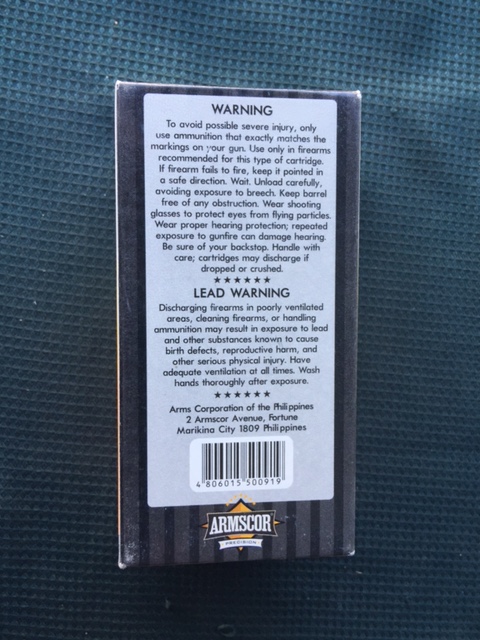 WARNING
To avoid possible severe injury, only
use ammunition that exactly matches the
markings on your gun. Use only in firearms
recommended for this type of cartridge.
If firearm fails to fire, keep it pointed in
a safe direction. Wait. Unload carefully,
avoiding exposure to breech. Keep barrel
free of any obstruction. Wear shooting
glasses to protect eyes from flying particles.
Wear proper hearing protection; repeated
exposure to gunfire can damage hearing.
Be sure of your backstop. Handle with
care; cartridges may discharge if
dropped or crushed.
★★★★★★
LEAD WARNING
Discharging firearms in poorly ventilated
areas, cleaning firearms, or handling
ammunition may result in exposure to lead
and other substances known to cause
birth defects, reproductive harm, and
other serious physical injury. Have
adequate ventilation at all times. Wash
hands thoroughly after exposure.
★★★★★★
Arms Corporation of the Philippines
2 Armscor Avenue, Fortune
Marikina City 1809 Philippines
4 806015 500919
ARMSCOR
PRECISION